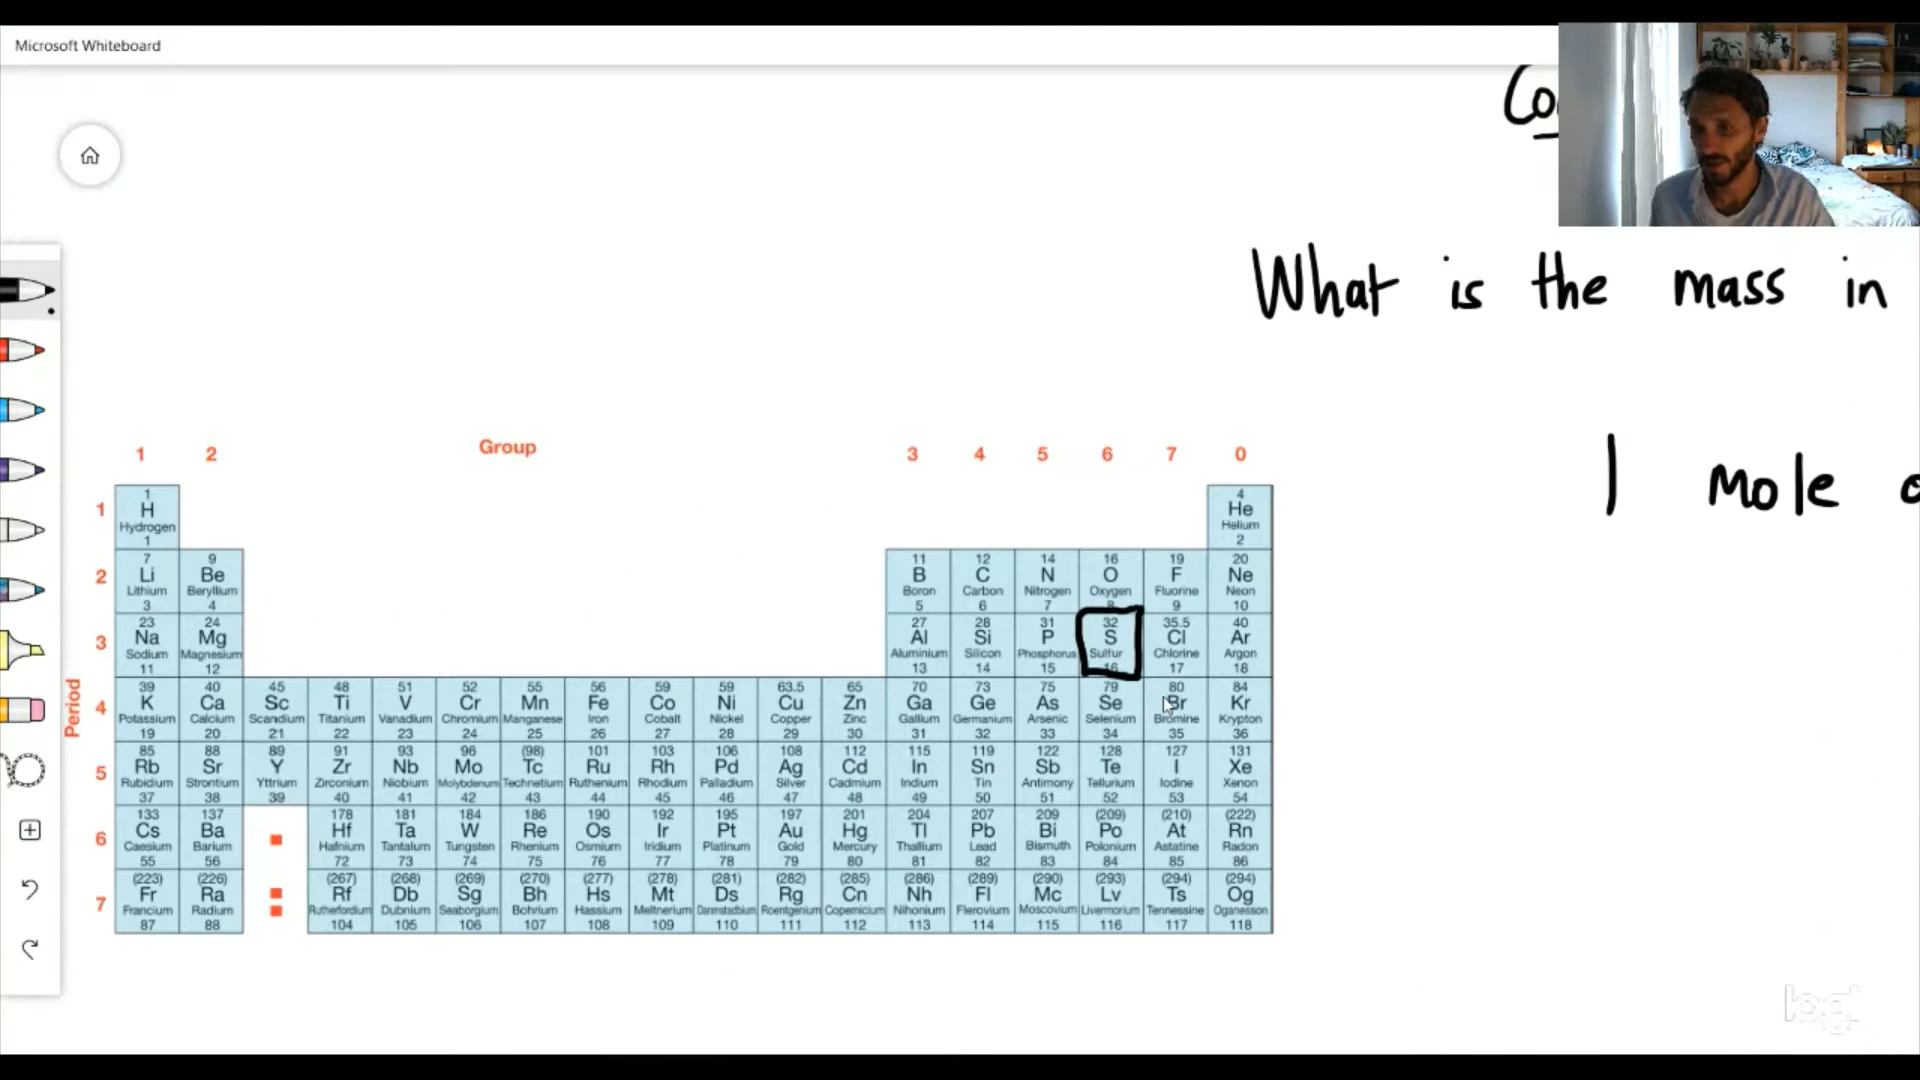 Microsoft Whiteboard
Co
What is the mass in
1 mole
1 2 Group 3 4 5 6 7 0
Period
1
1 H Hydrogen 1
4 He Helium 2
2
7 Li Lithium 3
9 Be Beryllium 4
11 B Boron 5
12 C Carbon 6
14 N Nitrogen 7
16 O Oxygen 8
19 F Fluorine 9
20 Ne Neon 10
3
23 Na Sodium 11
24 Mg Magnesium 12
27 Al Aluminium 13
28 Si Silicon 14
31 P Phosphorus 15
32 S Sulfur 16
35.5 Cl Chlorine 17
40 Ar Argon 18
4
39 K Potassium 19
40 Ca Calcium 20
45 Sc Scandium 21
48 Ti Titanium 22
51 V Vanadium 23
52 Cr Chromium 24
55 Mn Manganese 25
56 Fe Iron 26
59 Co Cobalt 27
59 Ni Nickel 28
63.5 Cu Copper 29
65 Zn Zinc 30
70 Ga Gallium 31
73 Ge Germanium 32
75 As Arsenic 33
79 Se Selenium 34
80 Br Bromine 35
84 Kr Krypton 36
5
85 Rb Rubidium 37
88 Sr Strontium 38
89 Y Yttrium 39
91 Zr Zirconium 40
93 Nb Niobium 41
96 Mo Molybdenum 42
(98) Tc Technetium 43
101 Ru Ruthenium 44
103 Rh Rhodium 45
106 Pd Palladium 46
108 Ag Silver 47
112 Cd Cadmium 48
115 In Indium 49
119 Sn Tin 50
122 Sb Antimony 51
128 Te Tellurium 52
127 I Iodine 53
131 Xe Xenon 54
6
133 Cs Caesium 55
137 Ba Barium 56
178 Hf Hafnium 72
181 Ta Tantalum 73
184 W Tungsten 74
186 Re Rhenium 75
190 Os Osmium 76
192 Ir Iridium 77
195 Pt Platinum 78
197 Au Gold 79
201 Hg Mercury 80
204 Tl Thallium 81
207 Pb Lead 82
209 Bi Bismuth 83
(209) Po Polonium 84
(210) At Astatine 85
(222) Rn Radon 86
7
(223) Fr Francium 87
(226) Ra Radium 88
(267) Rf Rutherfordium 104
(268) Db Dubnium 105
(269) Sg Seaborgium 106
(270) Bh Bohrium 107
(277) Hs Hassium 108
(278) Mt Meitnerium 109
(281) Ds Darmstadtium 110
(282) Rg Roentgenium 111
(285) Cn Copernicium 112
(286) Nh Nihonium 113
(289) Fl Flerovium 114
(290) Mc Moscovium 115
(293) Lv Livermorium 116
(294) Ts Tennessine 117
(294) Og Oganesson 118
logi